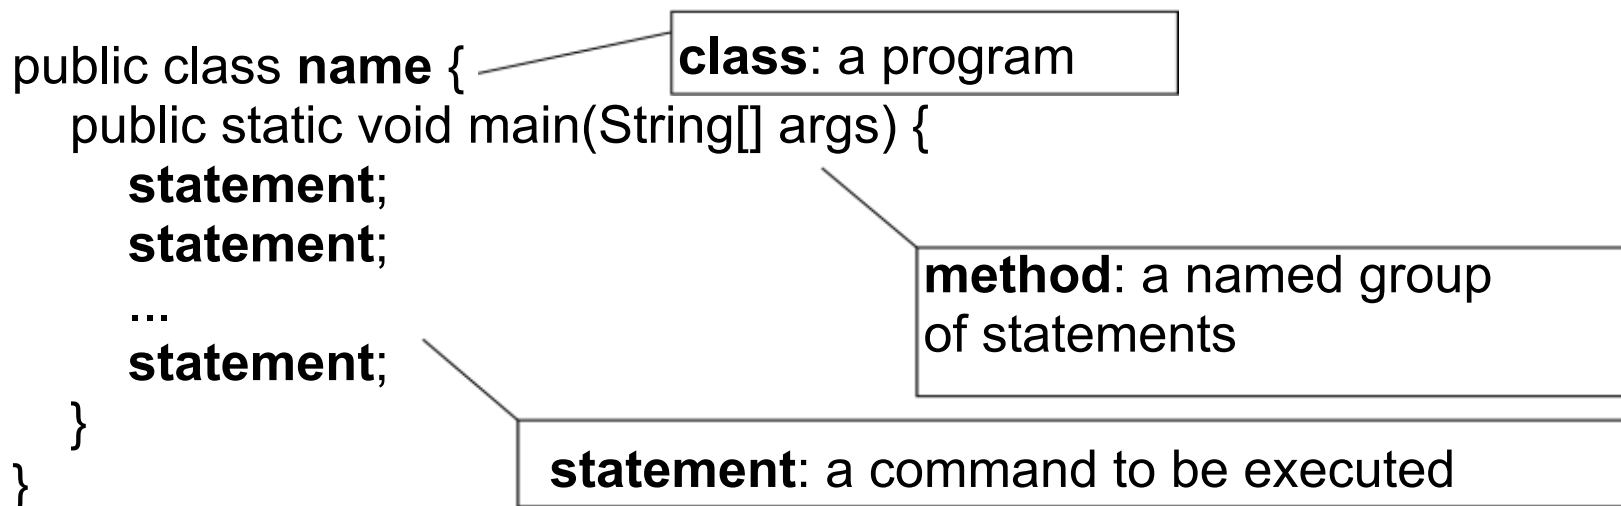 public class name {
class: a program
public static void main(String[] args) {
statement;
statement;
...
statement;
}
}
method: a named group
of statements
statement: a command to be executed